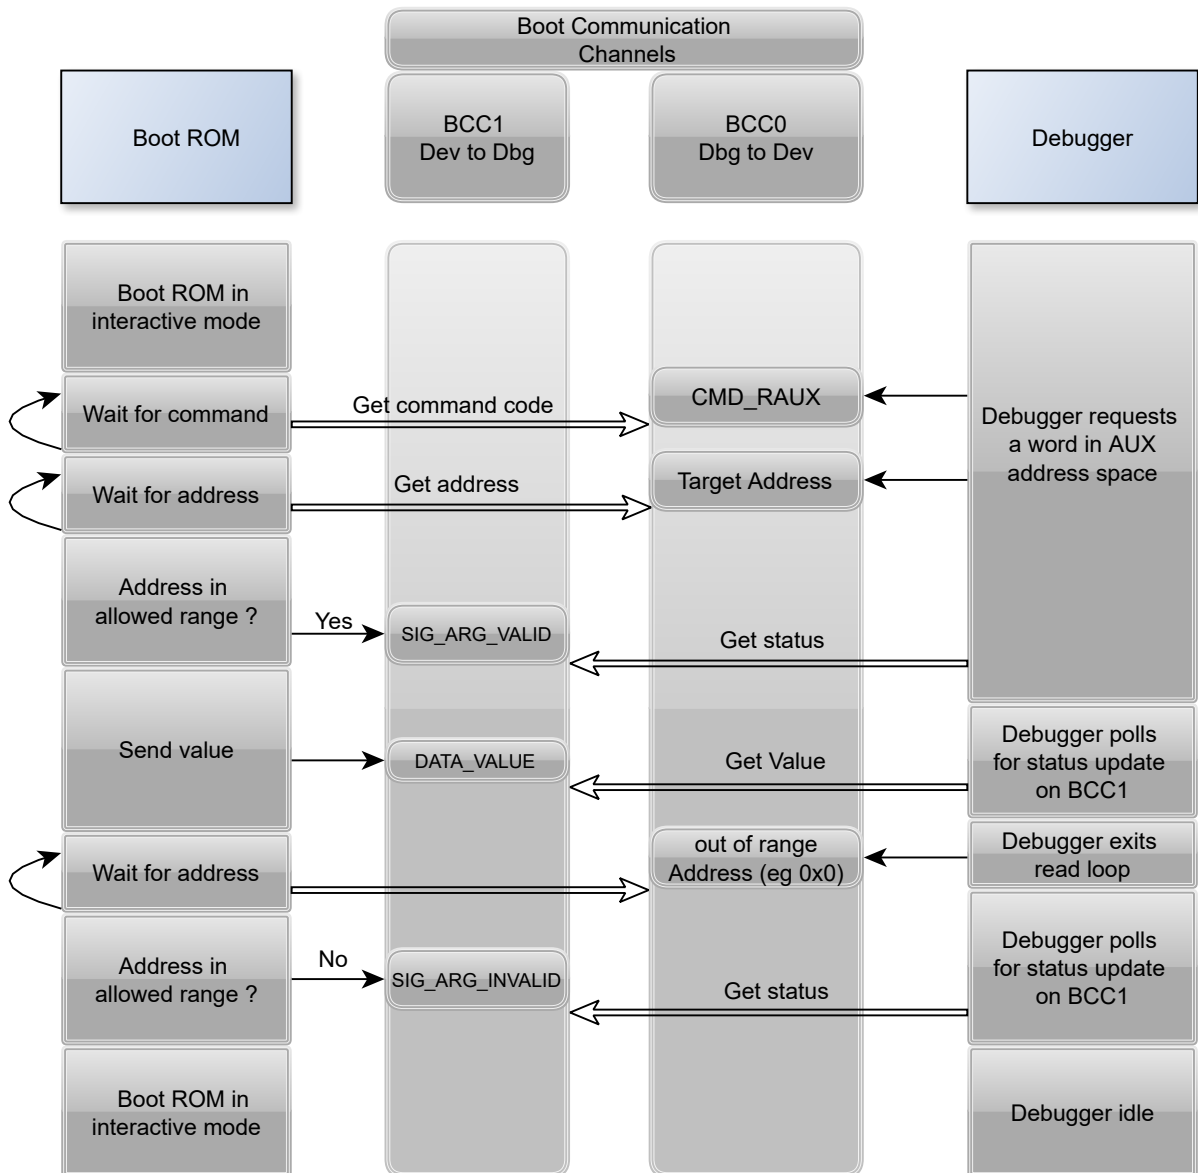 Boot Communication
Channels
Boot ROM
BCC1
Dev to Dbg
BCC0
Dbg to Dev
Debugger
Boot ROM in
interactive mode
Wait for command
Get command code
CMD_RAUX
Debugger requests
a word in AUX
address space
Wait for address
Get address
Target Address
Address in
allowed range ?
Yes
SIG_ARG_VALID
Get status
Send value
DATA_VALUE
Get Value
Debugger polls
for status update
on BCC1
Wait for address
out of range
Address (eg 0x0)
Debugger exits
read loop
Address in
allowed range ?
No
SIG_ARG_INVALID
Get status
Debugger polls
for status update
on BCC1
Boot ROM in
interactive mode
Debugger idle